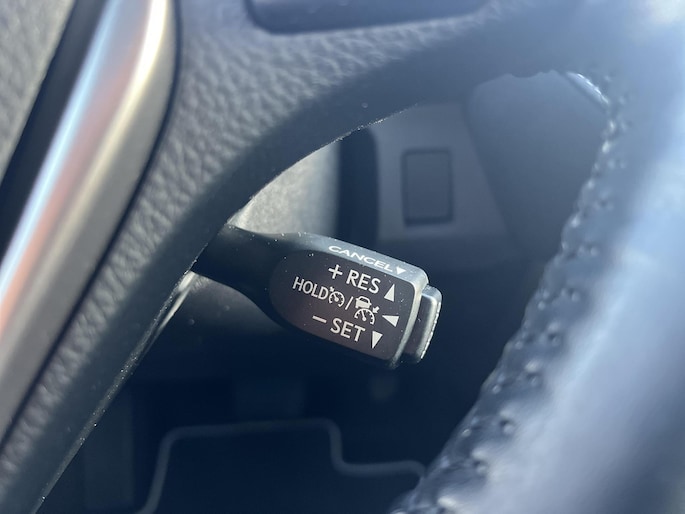 CANCEL▼
+ RES ▲
HOLD / ◀
− SET ▼